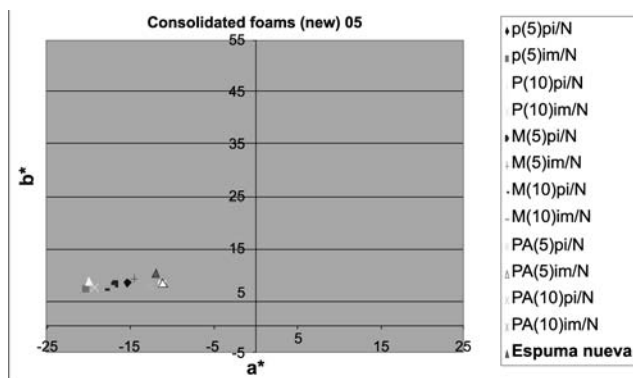 Consolidated foams (new) 05
55
45
35
25
15
5
-5
-25
-15
-5
5
15
25
b*
a*
p(5)pi/N
p(5)im/N
P(10)pi/N
P(10)im/N
M(5)pi/N
M(5)im/N
M(10)pi/N
M(10)im/N
PA(5)pi/N
PA(5)im/N
PA(10)pi/N
PA(10)im/N
Espuma nueva